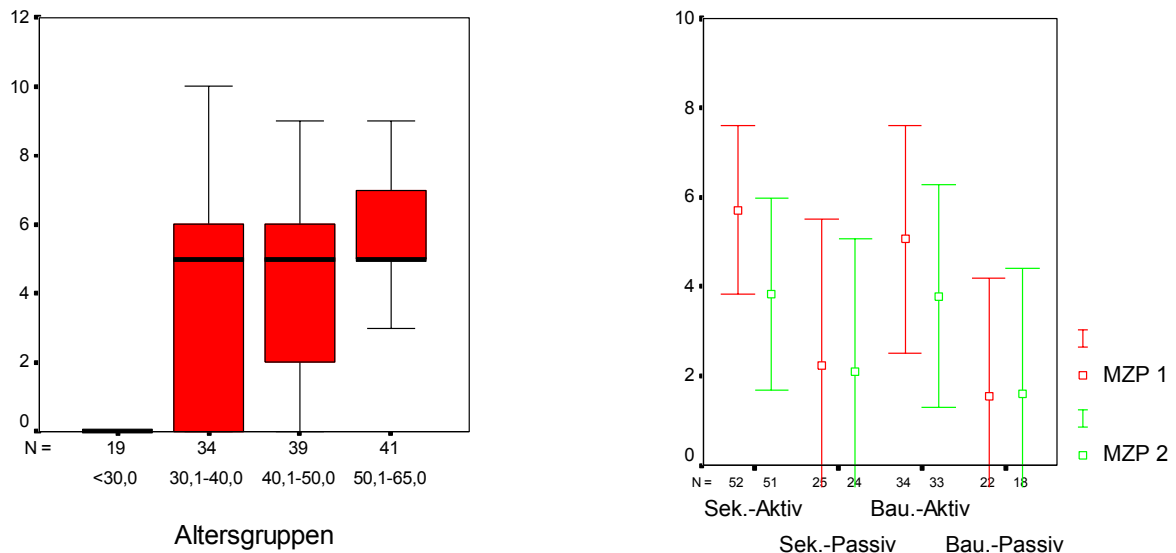 12
10
8
6
4
2
0
N = 19 34 39 41
<30,0 30,1-40,0 40,1-50,0 50,1-65,0
Altersgruppen
10
8
6
4
2
0
N = 52 51 25 24 34 33 22 18
Sek.-Aktiv Bau.-Aktiv
Sek.-Passiv Bau.-Passiv
MZP 1
MZP 2